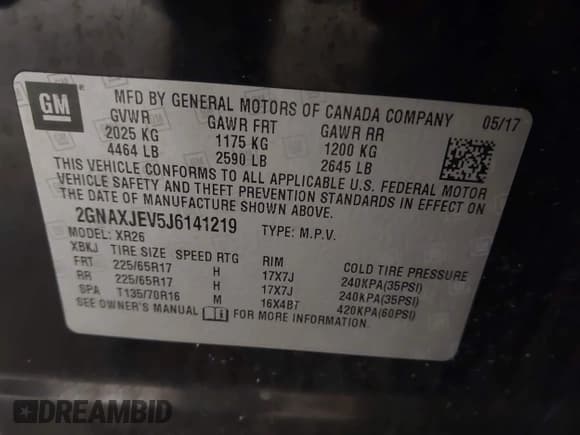 GM
MFD BY GENERAL MOTORS OF CANADA COMPANY 05/17
GVWR GAWR FRT GAWR RR
2025 KG 1175 KG 1200 KG
4464 LB 2590 LB 2645 LB
THIS VEHICLE CONFORMS TO ALL APPLICABLE U.S. FEDERAL MOTOR
VEHICLE SAFETY AND THEFT PREVENTION STANDARDS IN EFFECT ON
THE DATE OF MANUFACTURE SHOWN ABOVE.
2GNAXJEV5J6141219 TYPE: M.P.V.
MODEL: XR26
XBKJ TIRE SIZE SPEED RTG RIM COLD TIRE PRESSURE
FRT 225/65R17 H 17X7J 240KPA(35PSI)
RR 225/65R17 H 17X7J 240KPA(35PSI)
SPA T135/70R16 M 16X4BT 420KPA(60PSI)
SEE OWNER'S MANUAL FOR MORE INFORMATION.
DREAMBID